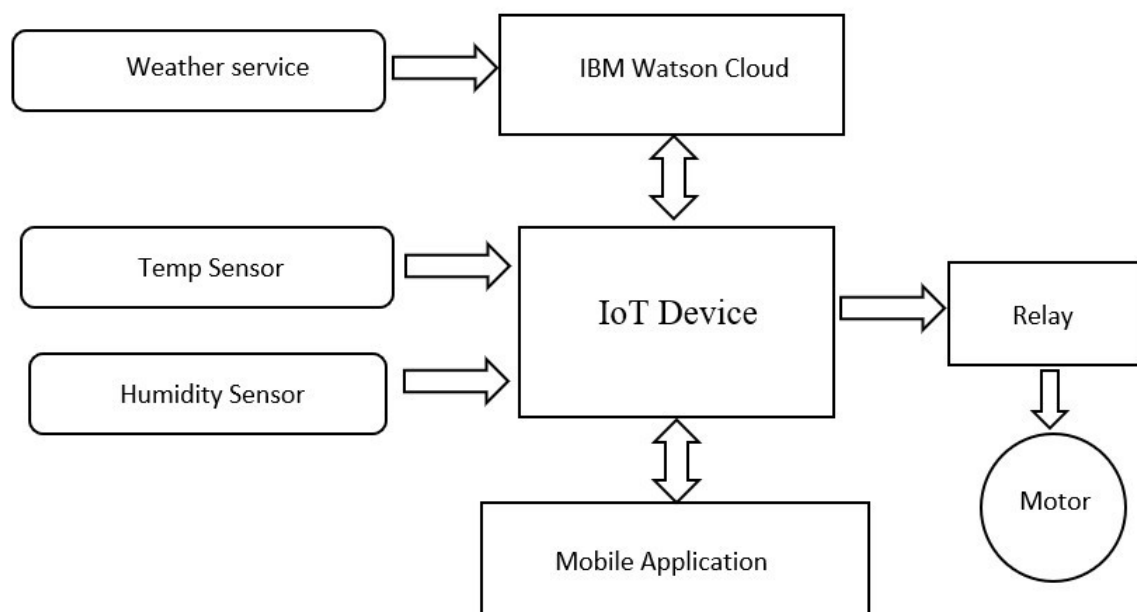 Weather service
IBM Watson Cloud
Temp Sensor
IoT Device
Relay
Humidity Sensor
Motor
Mobile Application